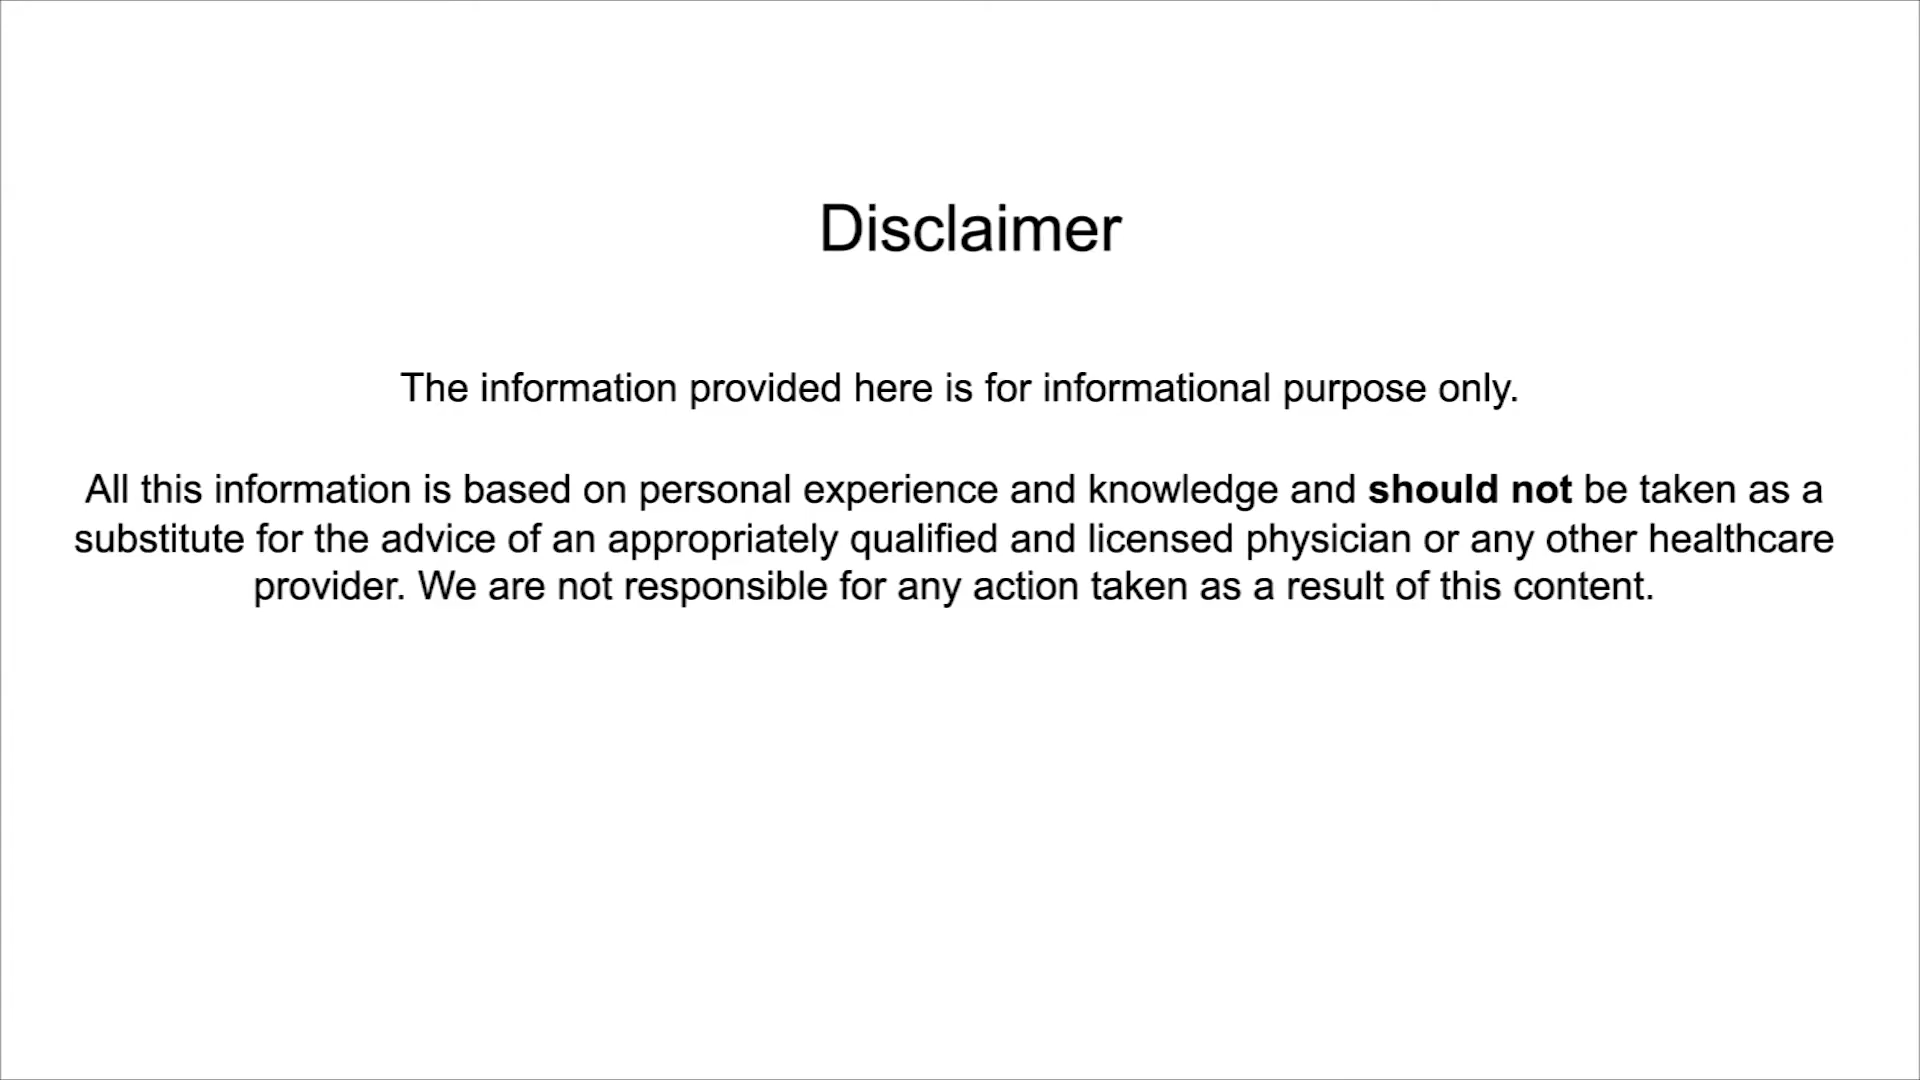 Disclaimer
The information provided here is for informational purpose only.
All this information is based on personal experience and knowledge and should not be taken as a
substitute for the advice of an appropriately qualified and licensed physician or any other healthcare
provider. We are not responsible for any action taken as a result of this content.